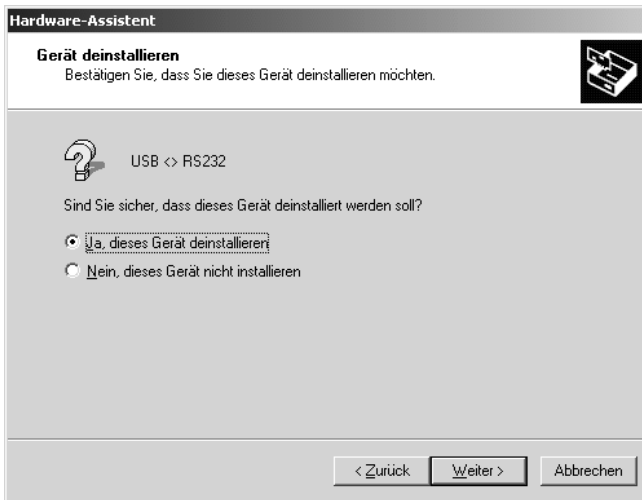 Hardware-Assistent
Gerät deinstallieren
Bestätigen Sie, dass Sie dieses Gerät deinstallieren möchten.
USB <> RS232
Sind Sie sicher, dass dieses Gerät deinstalliert werden soll?
Ja, dieses Gerät deinstallieren
Nein, dieses Gerät nicht installieren
< Zurück Weiter > Abbrechen